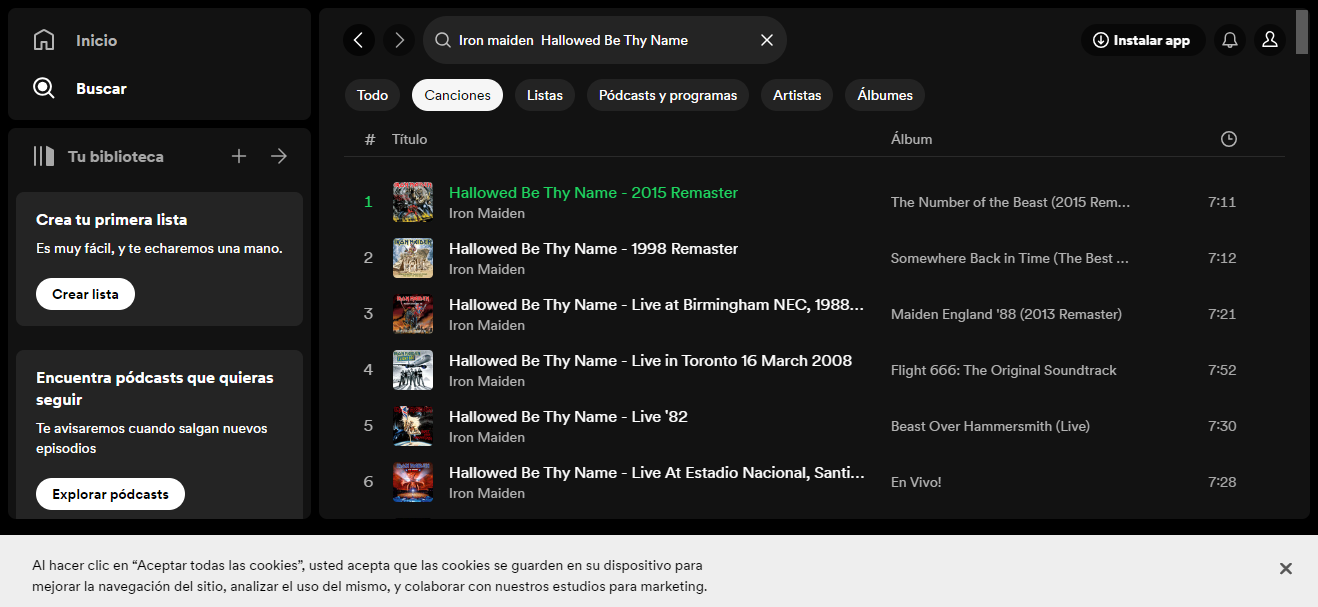 Inicio
Buscar
Tu biblioteca
Crea tu primera lista
Es muy fácil, y te echaremos una mano.
Crear lista
Encuentra pódcasts que quieras
seguir
Te avisaremos cuando salgan nuevos
episodios
Explorar pódcasts
Iron maiden Hallowed Be Thy Name
Instalar app
Todo Canciones Listas Pódcasts y programas Artistas Álbumes
# Título Álbum
1 Hallowed Be Thy Name - 2015 Remaster The Number of the Beast (2015 Rem... 7:11
Iron Maiden
2 Hallowed Be Thy Name - 1998 Remaster Somewhere Back in Time (The Best ... 7:12
Iron Maiden
3 Hallowed Be Thy Name - Live at Birmingham NEC, 1988... Maiden England '88 (2013 Remaster) 7:21
Iron Maiden
4 Hallowed Be Thy Name - Live in Toronto 16 March 2008 Flight 666: The Original Soundtrack 7:52
Iron Maiden
5 Hallowed Be Thy Name - Live '82 Beast Over Hammersmith (Live) 7:30
Iron Maiden
6 Hallowed Be Thy Name - Live At Estadio Nacional, Santi... En Vivo! 7:28
Iron Maiden
Al hacer clic en “Aceptar todas las cookies”, usted acepta que las cookies se guarden en su dispositivo para
mejorar la navegación del sitio, analizar el uso del mismo, y colaborar con nuestros estudios para marketing.